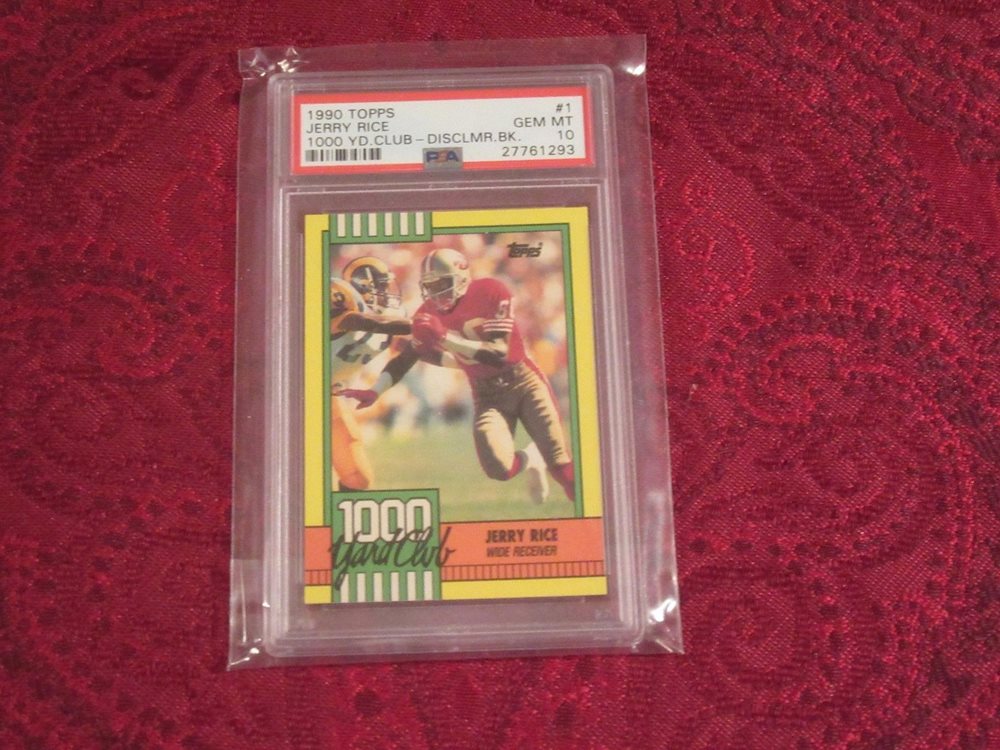 1990 TOPPS #1
JERRY RICE GEM MT
1000 YD.CLUB - DISCLMR.BK. 10
PSA 27761293
TOPPS
1000
Yard Club
JERRY RICE
WIDE RECEIVER